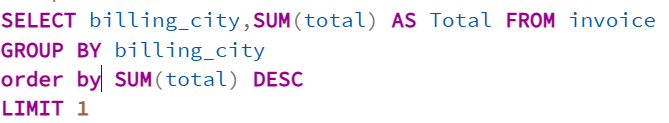 SELECT billing_city,SUM(total) AS Total FROM invoice
GROUP BY billing_city
order by SUM(total) DESC
LIMIT 1